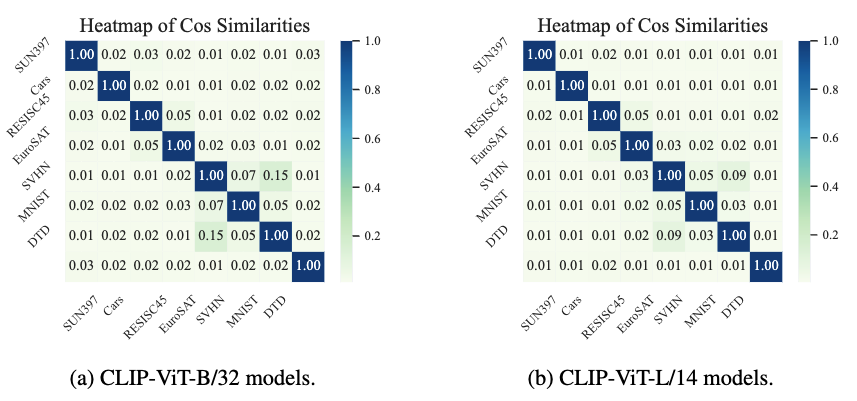 Heatmap of Cos Similarities
SUN397
Cars
RESISC45
EuroSAT
SVHN
MNIST
DTD
1.00 0.02 0.03 0.02 0.01 0.02 0.01 0.03
0.02 1.00 0.02 0.01 0.01 0.02 0.02 0.02
0.03 0.02 1.00 0.05 0.01 0.02 0.02 0.02
0.02 0.01 0.05 1.00 0.02 0.03 0.01 0.02
0.01 0.01 0.01 0.02 1.00 0.07 0.15 0.01
0.02 0.02 0.02 0.03 0.07 1.00 0.05 0.02
0.01 0.02 0.02 0.01 0.15 0.05 1.00 0.02
0.03 0.02 0.02 0.02 0.01 0.02 0.02 1.00
SUN397
Cars
RESISC45
EuroSAT
SVHN
MNIST
DTD
1.0
0.8
0.6
0.4
0.2
(a) CLIP-ViT-B/32 models.
Heatmap of Cos Similarities
SUN397
Cars
RESISC45
EuroSAT
SVHN
MNIST
DTD
1.00 0.01 0.02 0.01 0.01 0.01 0.01 0.01
0.01 1.00 0.01 0.01 0.01 0.01 0.01 0.01
0.02 0.01 1.00 0.05 0.01 0.01 0.01 0.02
0.01 0.01 0.05 1.00 0.03 0.02 0.02 0.01
0.01 0.01 0.01 0.03 1.00 0.05 0.09 0.01
0.01 0.01 0.01 0.02 0.05 1.00 0.03 0.01
0.01 0.01 0.01 0.02 0.09 0.03 1.00 0.01
0.01 0.01 0.02 0.01 0.01 0.01 0.01 1.00
SUN397
Cars
RESISC45
EuroSAT
SVHN
MNIST
DTD
1.0
0.8
0.6
0.4
0.2
(b) CLIP-ViT-L/14 models.